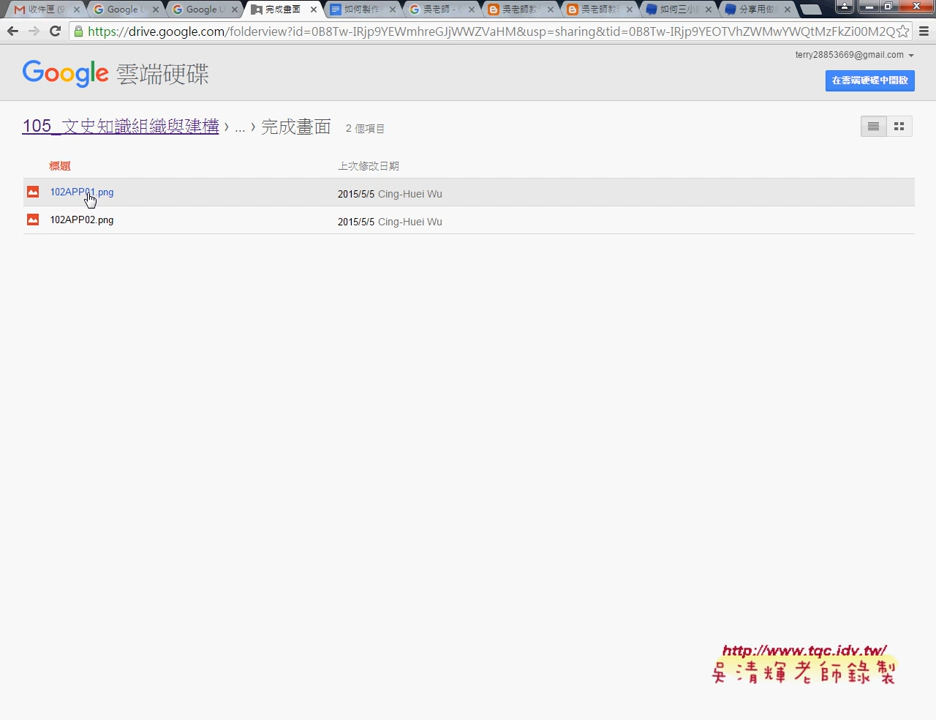 收件匣 (9
Google U
Google U
完成畫面
如何製作
吳老師 -
吳老師教
吳老師教
如何三小
分享用您
https://drive.google.com/folderview?id=0B8Tw-IRjp9YEWmhreGJjWWZVaHM&usp=sharing&tid=0B8Tw-IRjp9YEOTVhZWMwYWQtMzFkZi00M2Q
terry28853669@gmail.com
Google 雲端硬碟
在雲端硬碟中開啟
105_文史知識組織與建構 › ... › 完成畫面 2 個項目
標題 上次修改日期
102APP01.png 2015/5/5 Cing-Huei Wu
102APP02.png 2015/5/5 Cing-Huei Wu
http://www.tqc.idv.tw/
吳清輝老師錄製